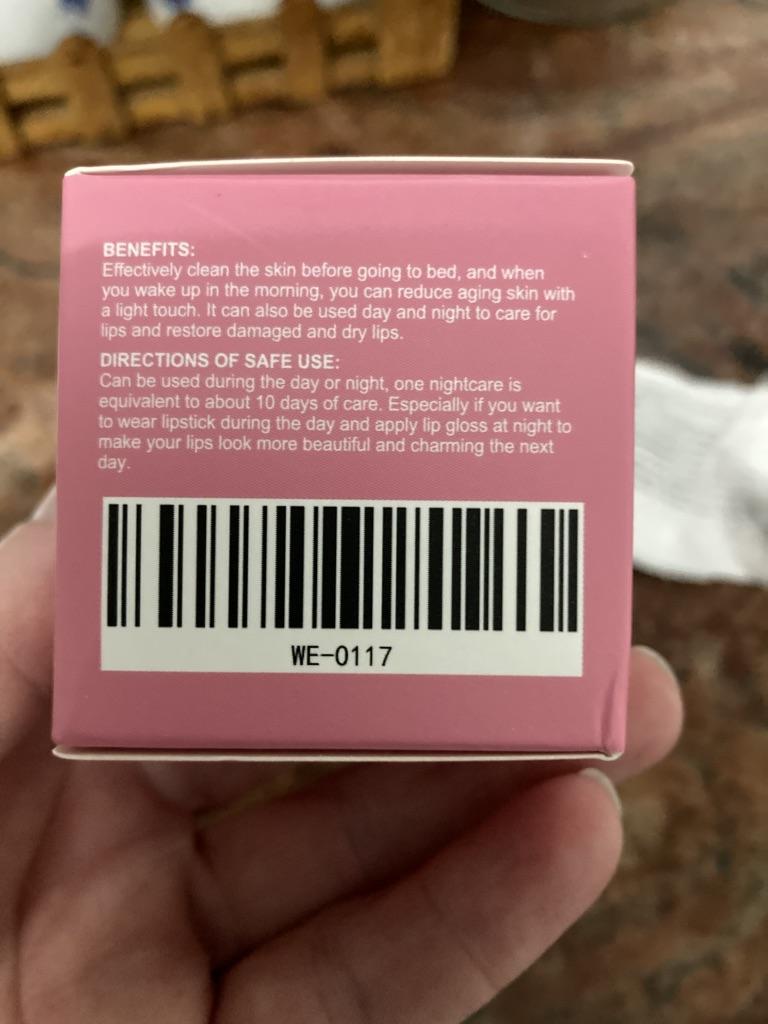 BENEFITS:
Effectively clean the skin before going to bed, and when
you wake up in the morning, you can reduce aging skin with
a light touch. It can also be used day and night to care for
lips and restore damaged and dry lips.
DIRECTIONS OF SAFE USE:
Can be used during the day or night, one nightcare is
equivalent to about 10 days of care. Especially if you want
to wear lipstick during the day and apply lip gloss at night to
make your lips look more beautiful and charming the next
day.
WE-0117